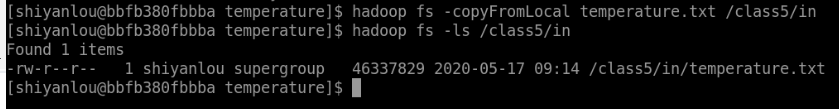 [shiyanlou@bbfb380fbbba temperature]$ hadoop fs -copyFromLocal temperature.txt /class5/in
[shiyanlou@bbfb380fbbba temperature]$ hadoop fs -ls /class5/in
Found 1 items
-rw-r--r--   1 shiyanlou supergroup   46337829 2020-05-17 09:14 /class5/in/temperature.txt
[shiyanlou@bbfb380fbbba temperature]$